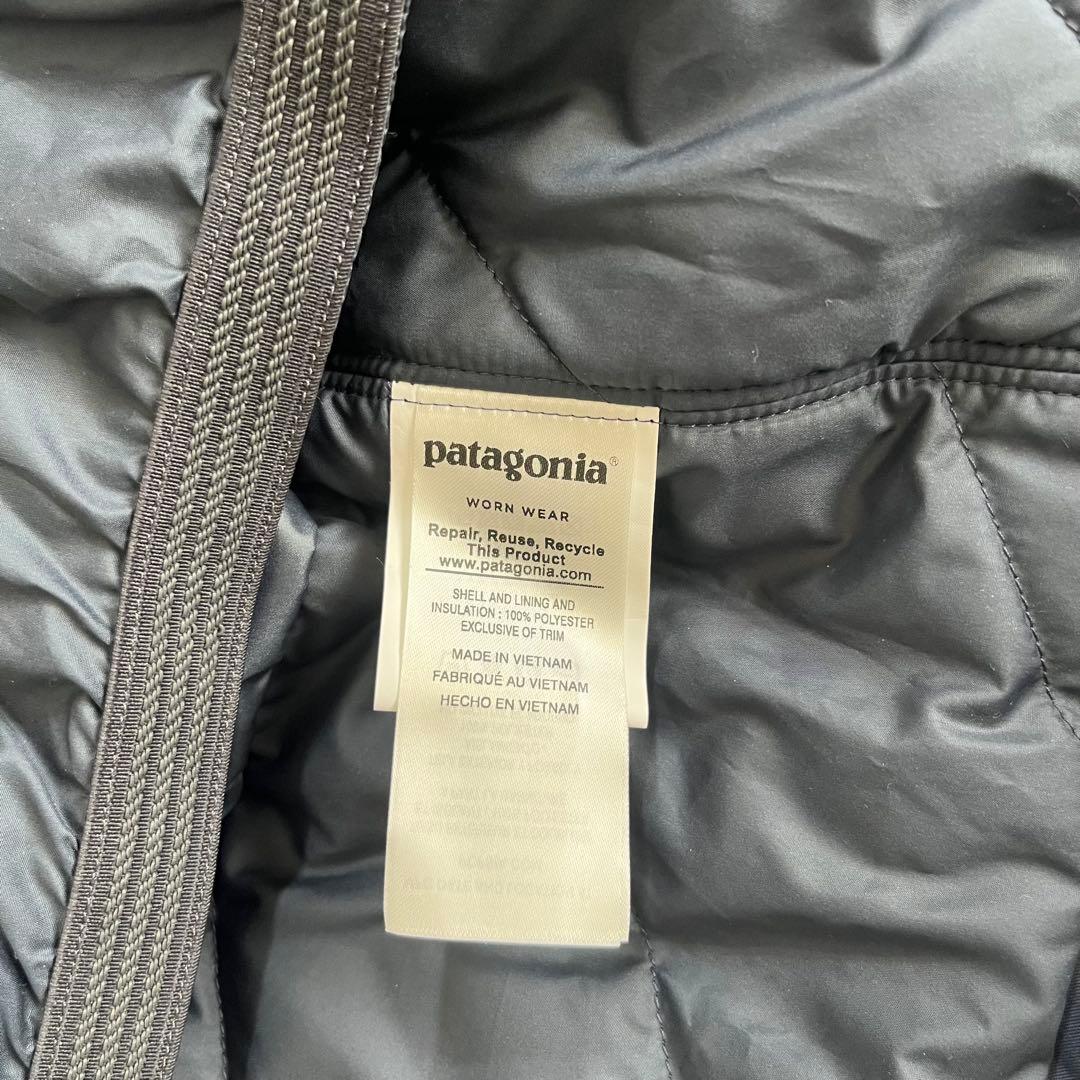 patagonia®
WORN WEAR
Repair, Reuse, Recycle
This Product
www.patagonia.com
SHELL AND LINING AND
INSULATION : 100% POLYESTER
EXCLUSIVE OF TRIM
MADE IN VIETNAM
FABRIQUÉ AU VIETNAM
HECHO EN VIETNAM